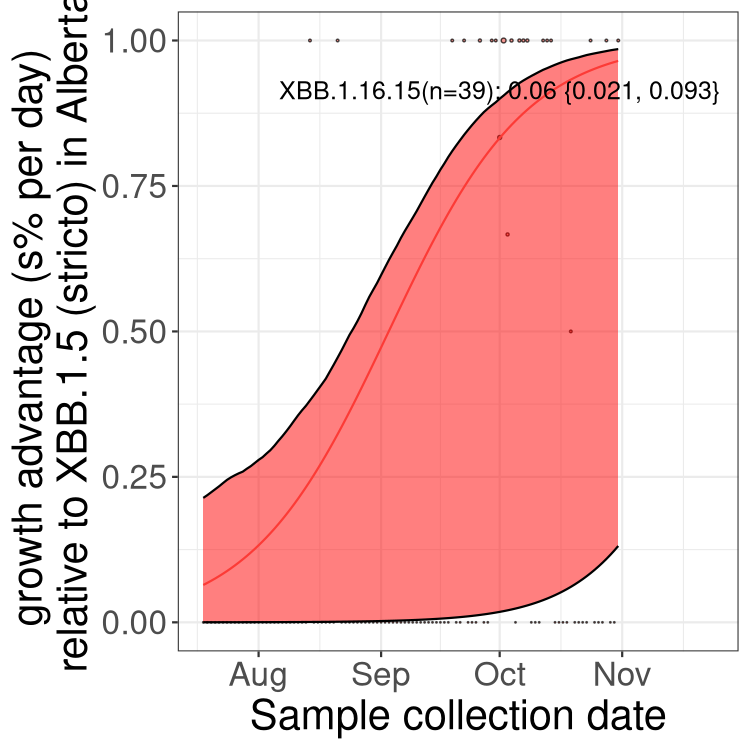 growth advantage (s% per day)
relative to XBB.1.5 (stricto) in Alberta
1.00
0.75
0.50
0.25
0.00
XBB.1.16.15(n=39): 0.06 {0.021, 0.093}
Aug Sep Oct Nov
Sample collection date